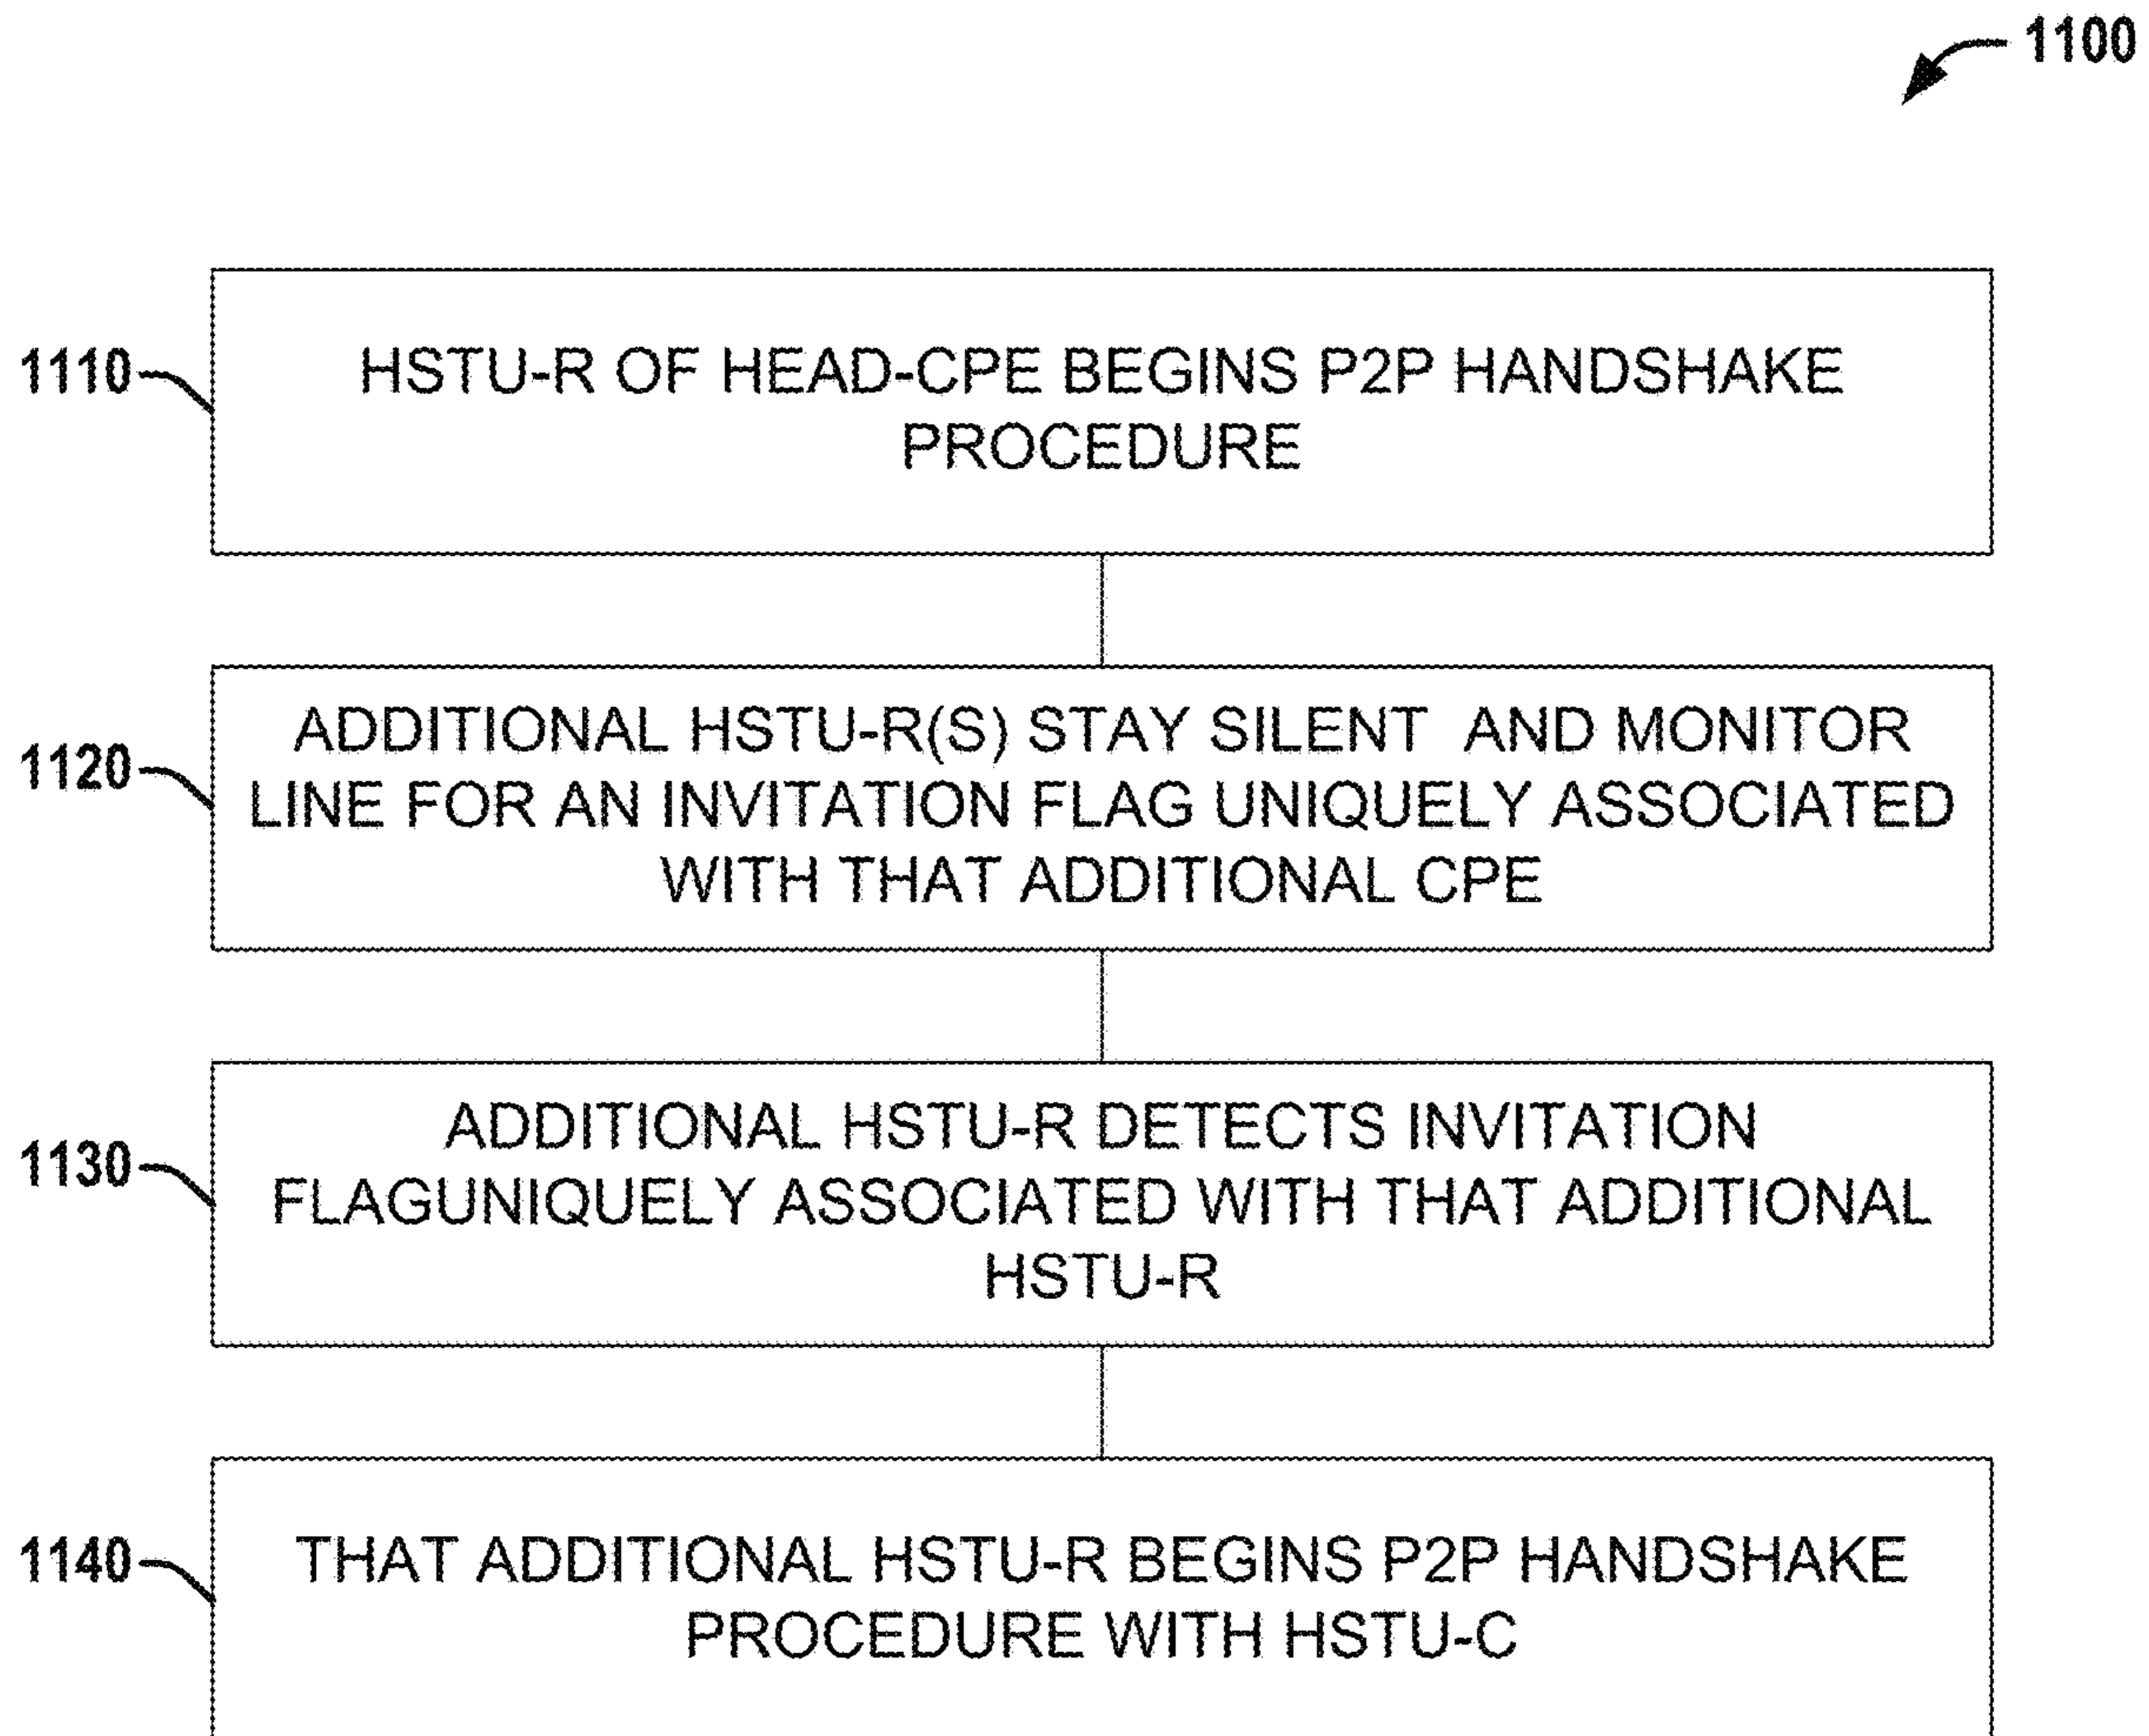 1100
1110
HSTU-R OF HEAD-CPE BEGINS P2P HANDSHAKE
PROCEDURE
1120
ADDITIONAL HSTU-R(S) STAY SILENT AND MONITOR
LINE FOR AN INVITATION FLAG UNIQUELY ASSOCIATED
WITH THAT ADDITIONAL CPE
1130
ADDITIONAL HSTU-R DETECTS INVITATION
FLAGUNIQUELY ASSOCIATED WITH THAT ADDITIONAL
HSTU-R
1140
THAT ADDITIONAL HSTU-R BEGINS P2P HANDSHAKE
PROCEDURE WITH HSTU-C